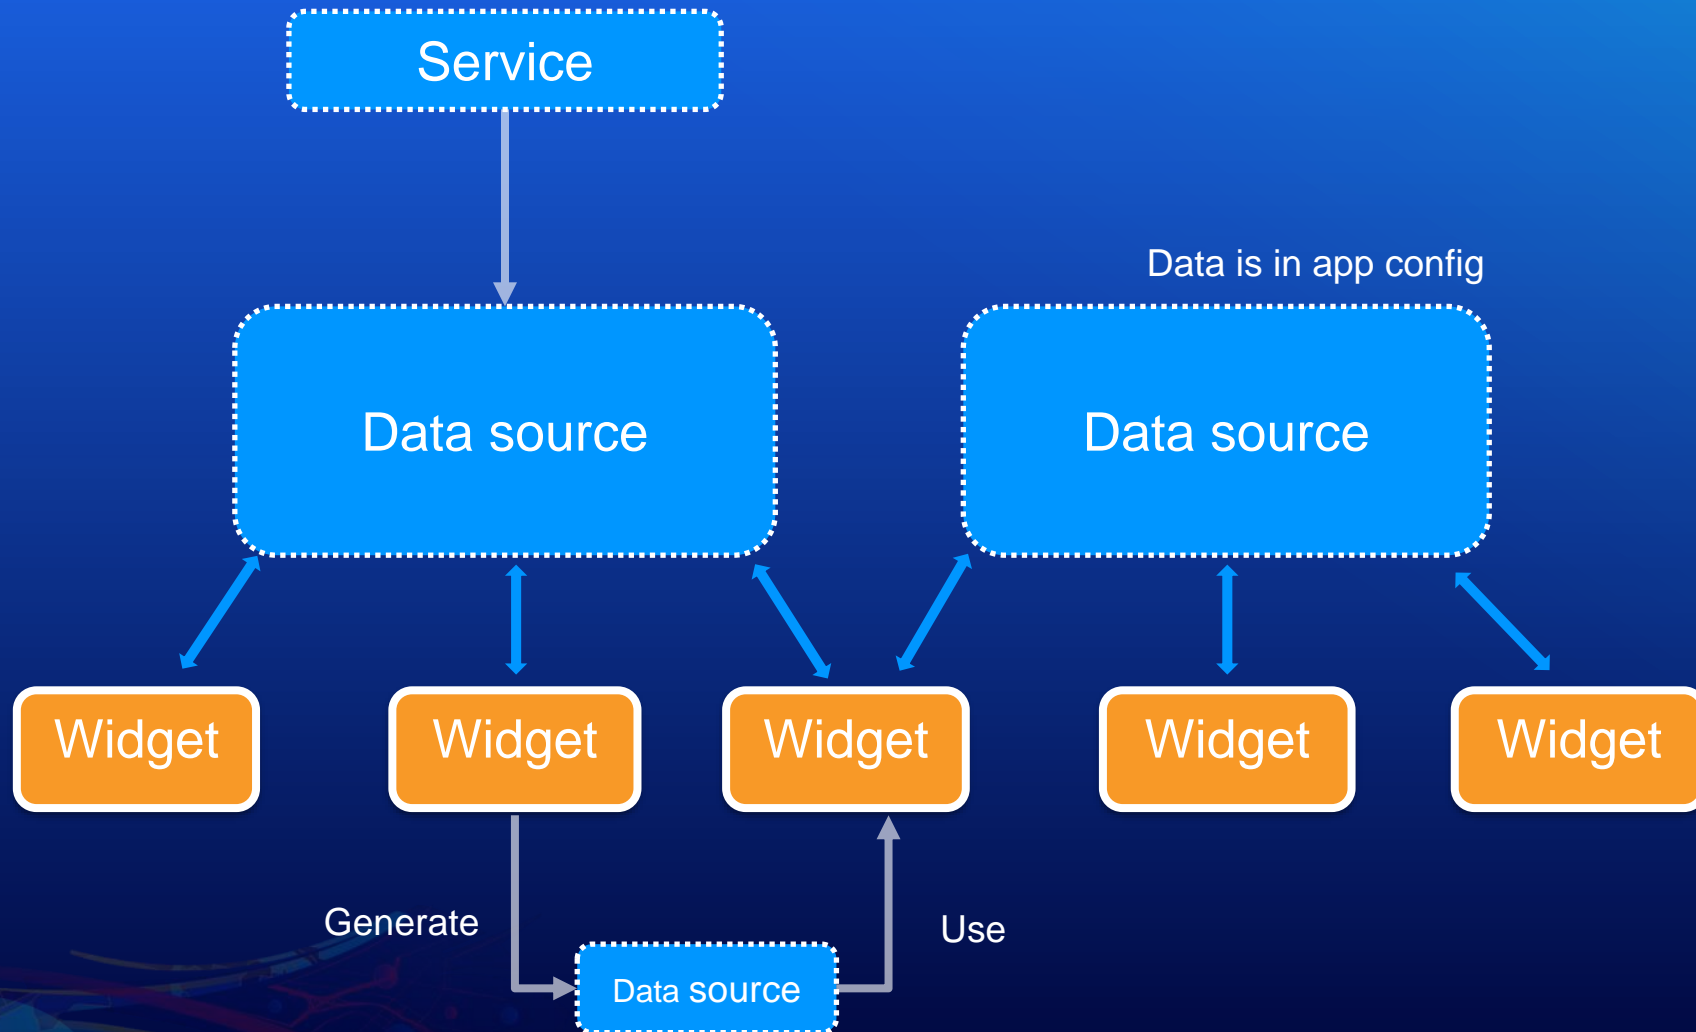 Service
Data is in app config
Data source
Data source
Widget
Widget
Widget
Widget
Widget
Generate
Use
Data source